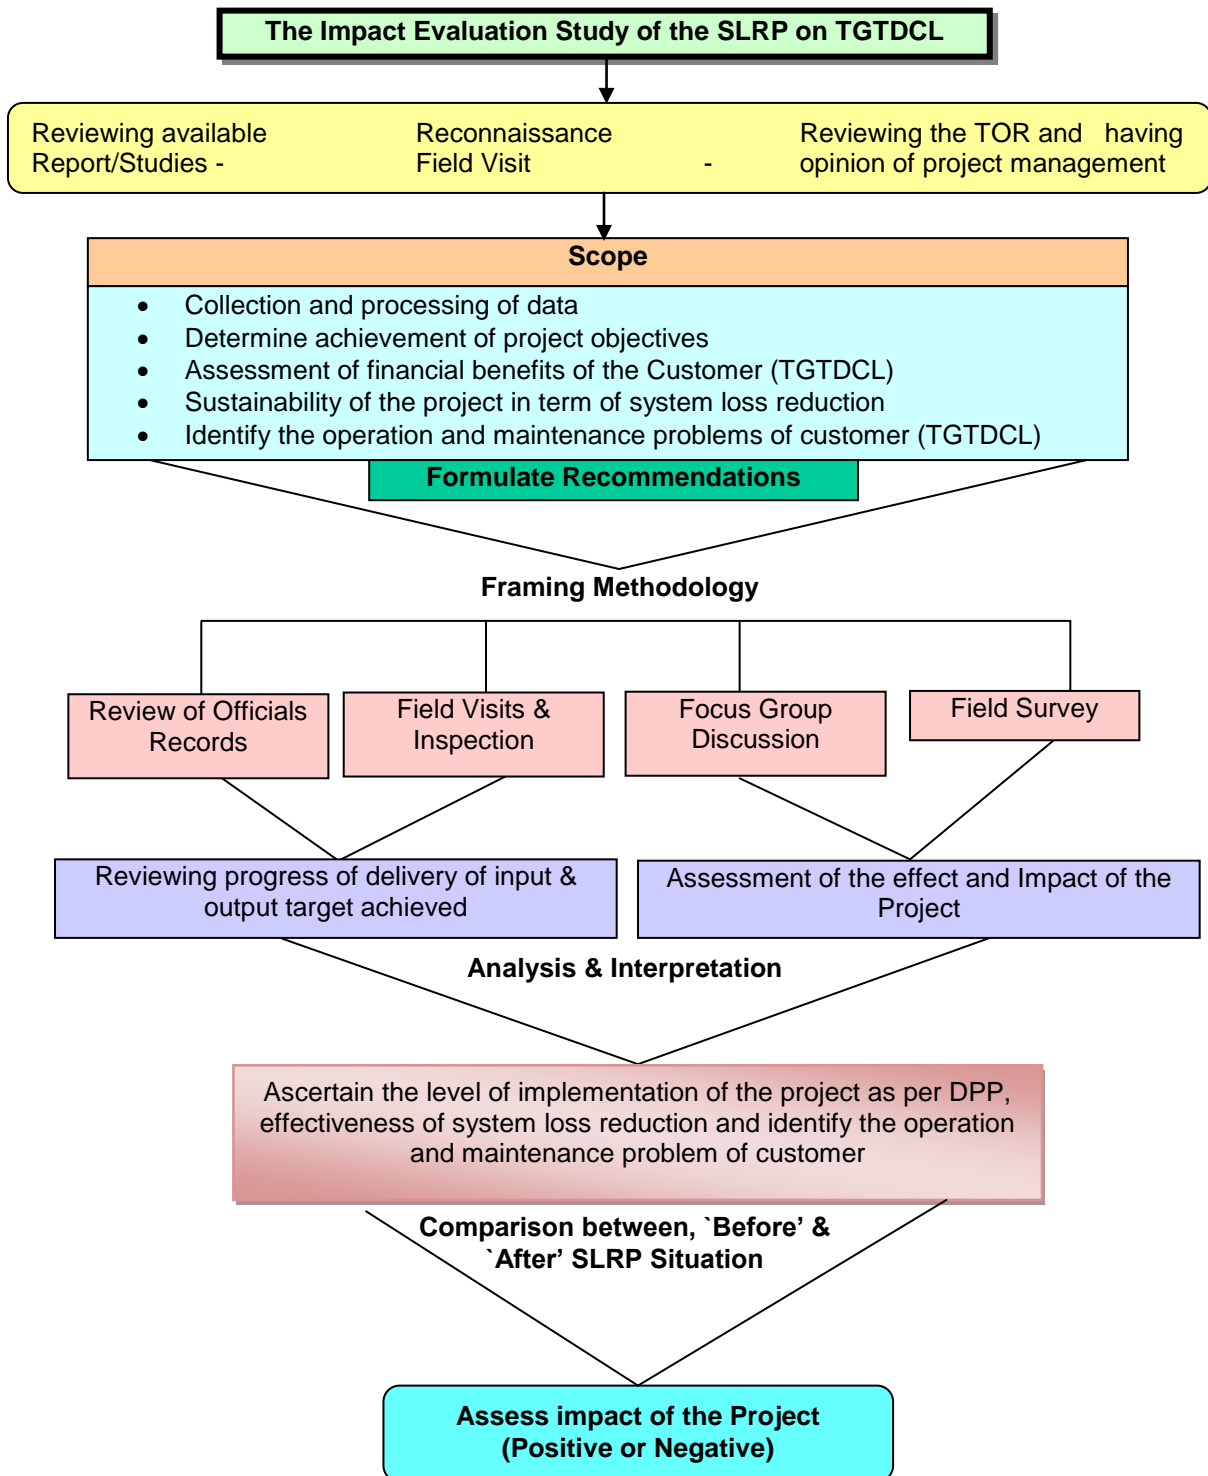 The Impact Evaluation Study of the SLRP on TGTDCL
Reviewing available
Report/Studies -
Reconnaissance
Field Visit -
Reviewing the TOR and having
opinion of project management
Scope
• Collection and processing of data
• Determine achievement of project objectives
• Assessment of financial benefits of the Customer (TGTDCL)
• Sustainability of the project in term of system loss reduction
• Identify the operation and maintenance problems of customer (TGTDCL)
Formulate Recommendations
Framing Methodology
Review of Officials
Records
Field Visits &
Inspection
Focus Group
Discussion
Field Survey
Reviewing progress of delivery of input &
output target achieved
Assessment of the effect and Impact of the
Project
Analysis & Interpretation
Ascertain the level of implementation of the project as per DPP,
effectiveness of system loss reduction and identify the operation
and maintenance problem of customer
Comparison between, `Before’ &
`After’ SLRP Situation
Assess impact of the Project
(Positive or Negative)